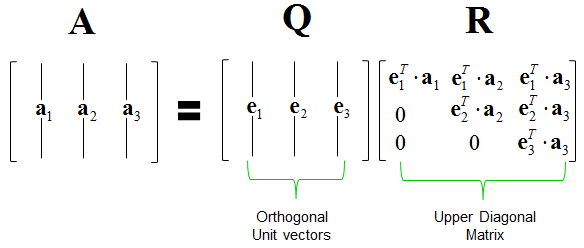 A = Q R
a₁ a₂ a₃ = e₁ e₂ e₃ e₁ᵀ · a₁ e₁ᵀ · a₂ e₁ᵀ · a₃
0 e₂ᵀ · a₂ e₂ᵀ · a₃
0 0 e₃ᵀ · a₃
Orthogonal
Unit vectors
Upper Diagonal
Matrix